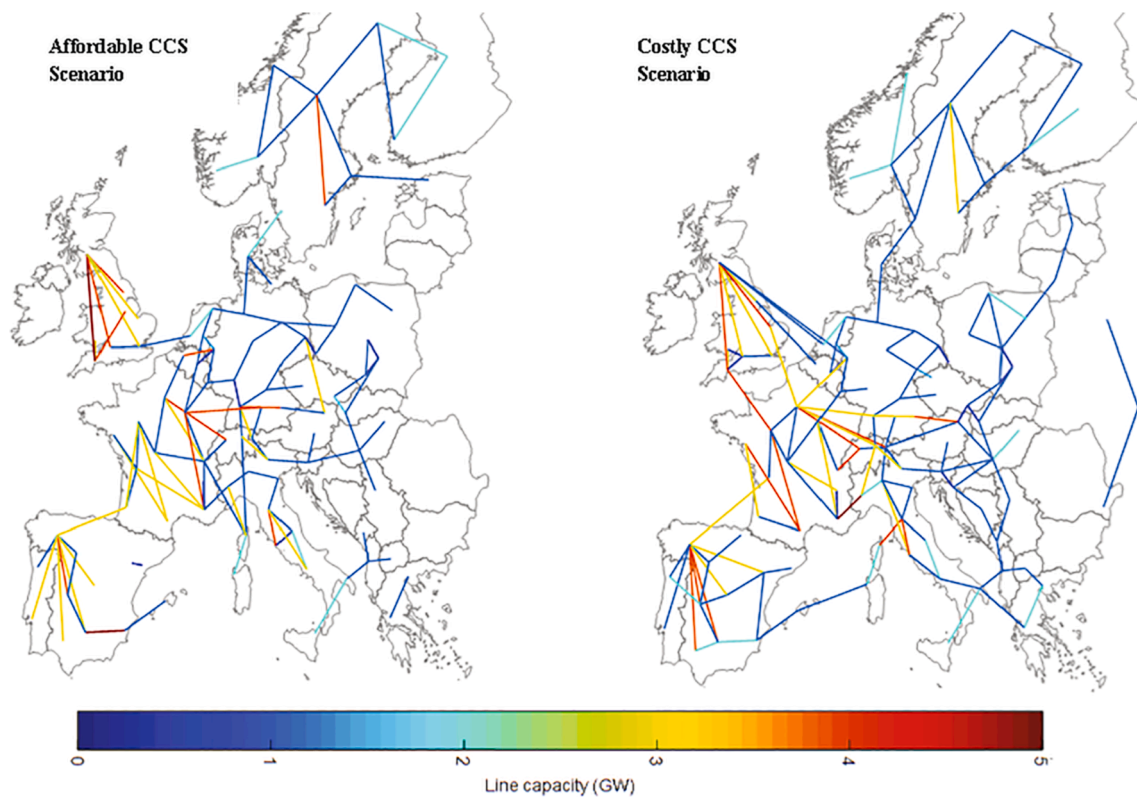 Affordable CCS
Scenario
Costly CCS
Scenario
0 1 2 3 4 5
Line capacity (GW)